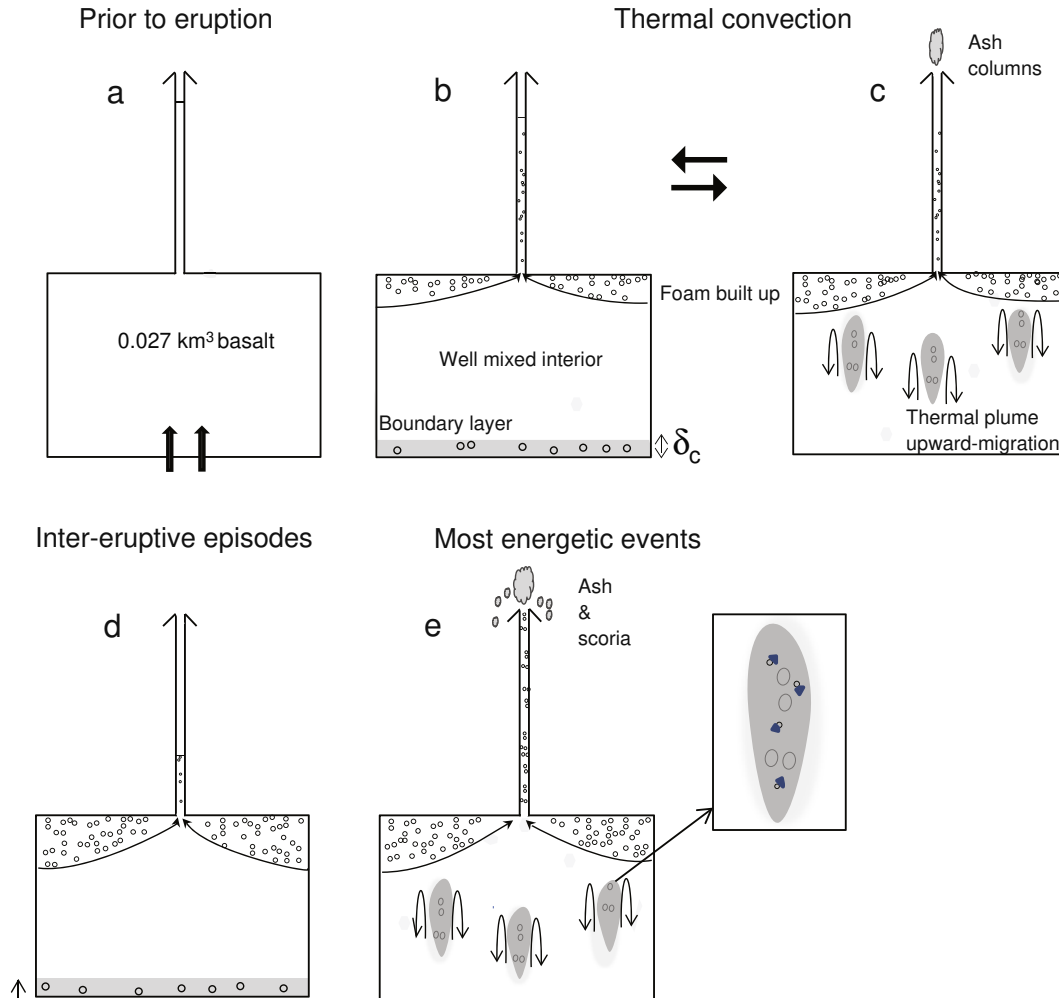 Prior to eruption
Thermal convection
a
b
c
Ash
columns
0.027 km³ basalt
Foam built up
Well mixed interior
Boundary layer
δc
Thermal plume
upward-migration
Inter-eruptive episodes
Most energetic events
d
e
Ash
&
scoria